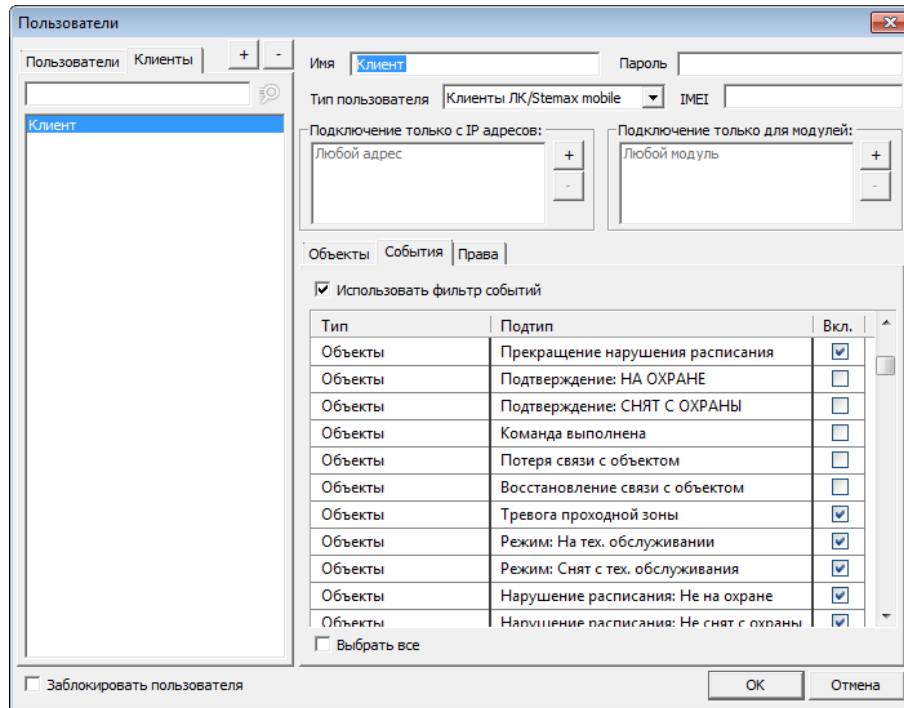 Пользователи
Пользователи Клиенты + -
Клиент
Имя Клиент Пароль
Тип пользователя Клиенты ЛК/Stemax mobile IMEI
Подключение только с IP адресов:
Любой адрес +
-
Подключение только для модулей:
Любой модуль +
-
Объекты События Права
Использовать фильтр событий
Тип Подтип Вкл.
Объекты Прекращение нарушения расписания
Объекты Подтверждение: НА ОХРАНЕ
Объекты Подтверждение: СНЯТ С ОХРАНЫ
Объекты Команда выполнена
Объекты Потеря связи с объектом
Объекты Восстановление связи с объектом
Объекты Тревога проходной зоны
Объекты Режим: На тех. обслуживании
Объекты Режим: Снят с тех. обслуживания
Объекты Нарушение расписания: Не на охране
Объекты Нарушение расписания: Не снят с охраны
Выбрать все
Заблокировать пользователя
OK Отмена